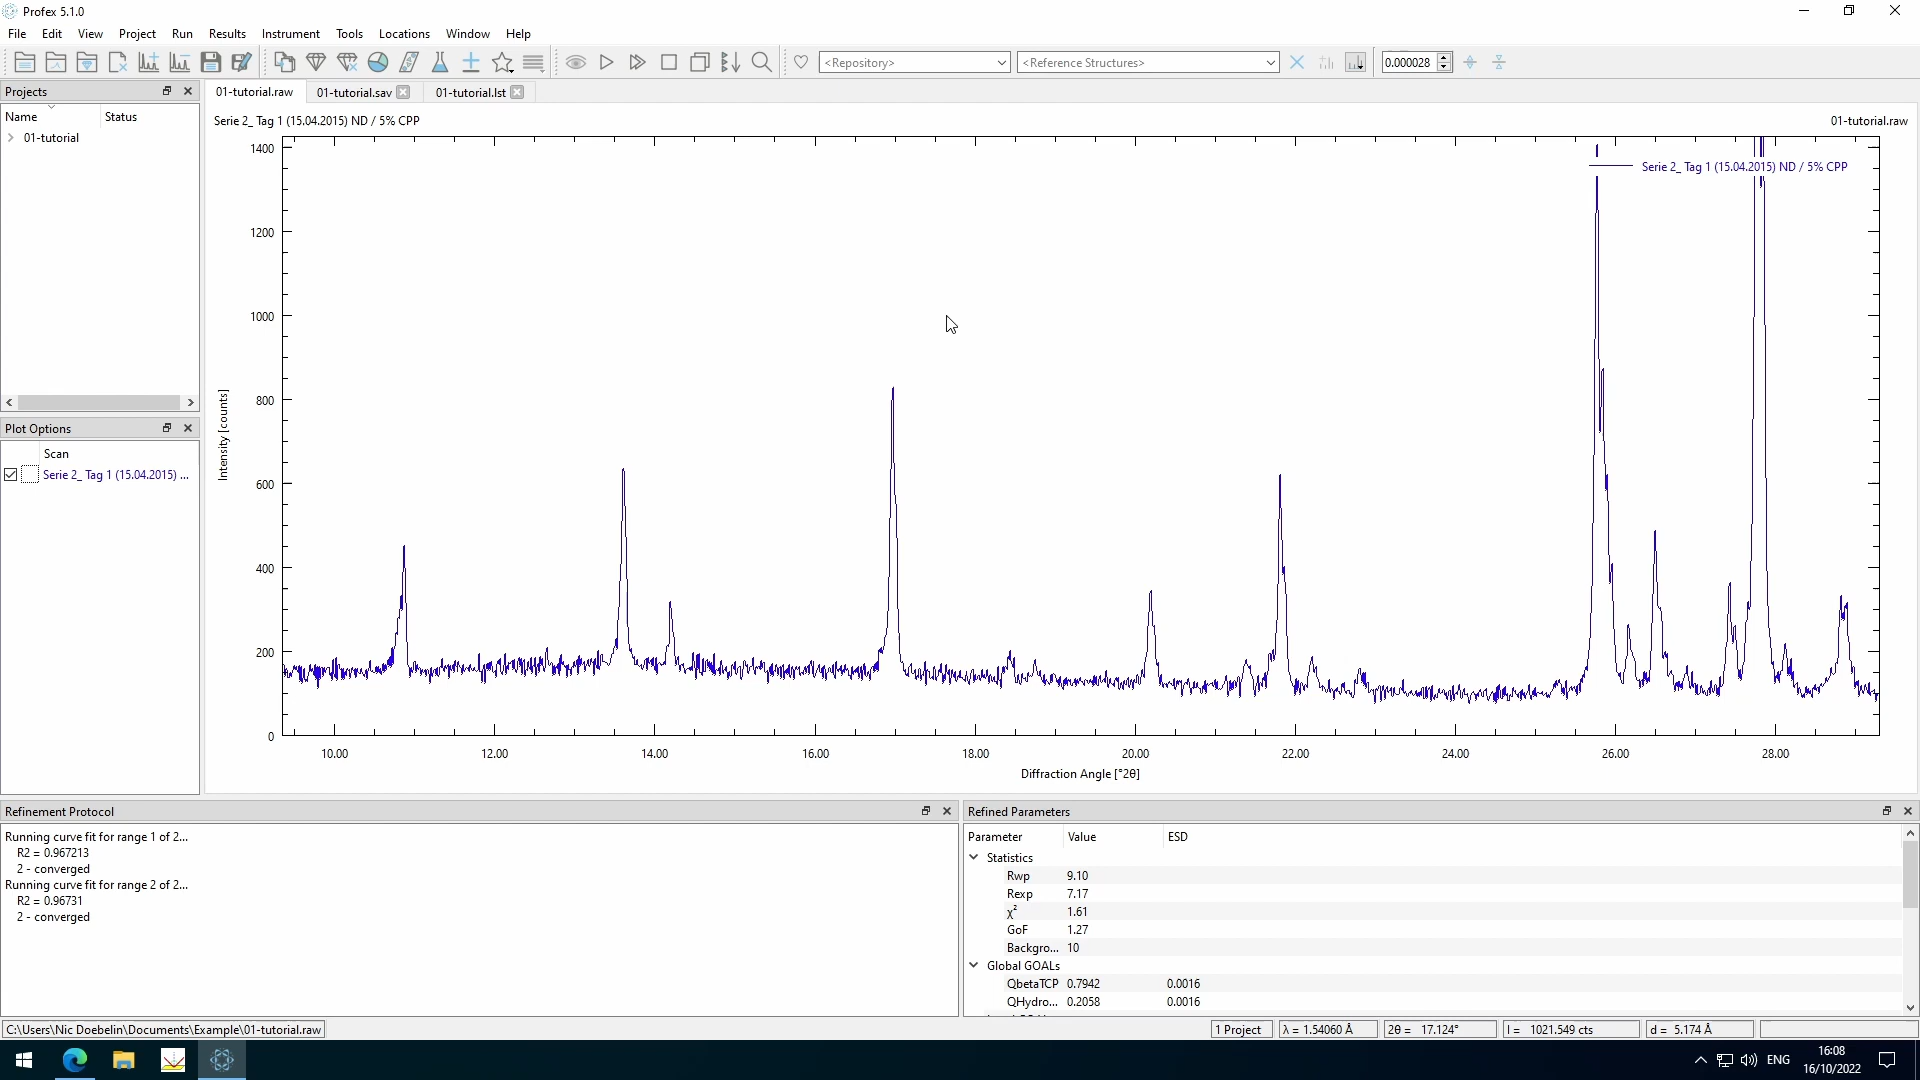 Profex 5.1.0
File Edit View Project Run Results Instrument Tools Locations Window Help
<Repository> <Reference Structures> 0.000028
Projects
Name Status
01-tutorial
Plot Options
Scan
Serie 2_ Tag 1 (15.04.2015) ...
01-tutorial.raw 01-tutorial.sav 01-tutorial.lst
Serie 2_ Tag 1 (15.04.2015) ND / 5% CPP 01-tutorial.raw
Serie 2_ Tag 1 (15.04.2015) ND / 5% CPP
Intensity [counts]
1400
1200
1000
800
600
400
200
0
10.00 12.00 14.00 16.00 18.00 20.00 22.00 24.00 26.00 28.00
Diffraction Angle [°2θ]
Refinement Protocol
Running curve fit for range 1 of 2...
R2 = 0.967213
2 - converged
Running curve fit for range 2 of 2...
R2 = 0.96731
2 - converged
Refined Parameters
Parameter Value ESD
Statistics
Rwp 9.10
Rexp 7.17
χ² 1.61
GoF 1.27
Backgro... 10
Global GOALs
QbetaTCP 0.7942 0.0016
QHydro... 0.2058 0.0016
C:\Users\Nic Doebelin\Documents\Example\01-tutorial.raw
1 Project λ = 1.54060 Å 2θ = 17.124° I = 1021.549 cts d = 5.174 Å
ENG
16:08
16/10/2022